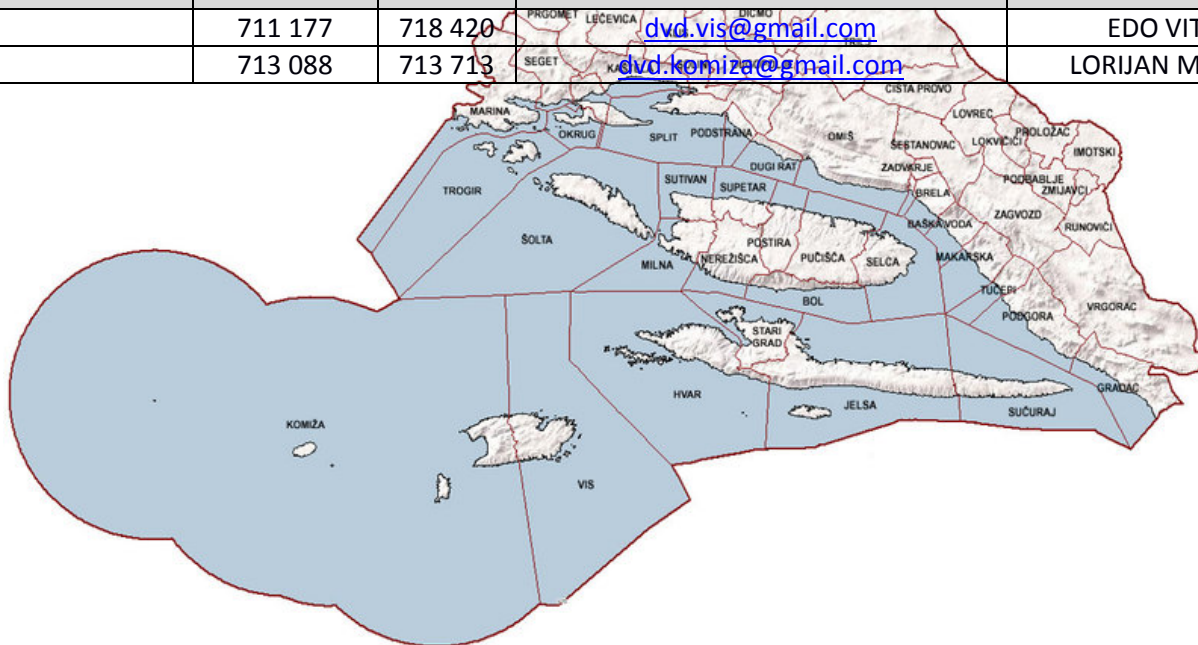 711 177 718 420 dvd.vis@gmail.com EDO VIT
713 088 713 713 dvd.komiza@gmail.com LORIJAN M
PRGOMET LEĆEVICA DICMO
SEGET
CISTA PROVO
MARINA
LOVREĆ
OKRUG SPLIT PODSTRANA OMIŠ
PROLOŽAC
ŠESTANOVAC LOKVIČIĆI
IMOTSKI
DUGI RAT ZADVARJE
SUTIVAN SUPETAR
PODBABLJE
TROGIR
BRELA ZMIJAVCI
ZAGVOZD
BAŠKA VODA RUNOVIĆI
ŠOLTA POSTIRA
MILNA NEREŽIŠĆA PUČIŠĆA SELCA MAKARSKA
TUČEPI
BOL VRGORAC
PODGORA
STARI
GRAD
GRADAC
HVAR JELSA SUĆURAJ
KOMIŽA
VIS